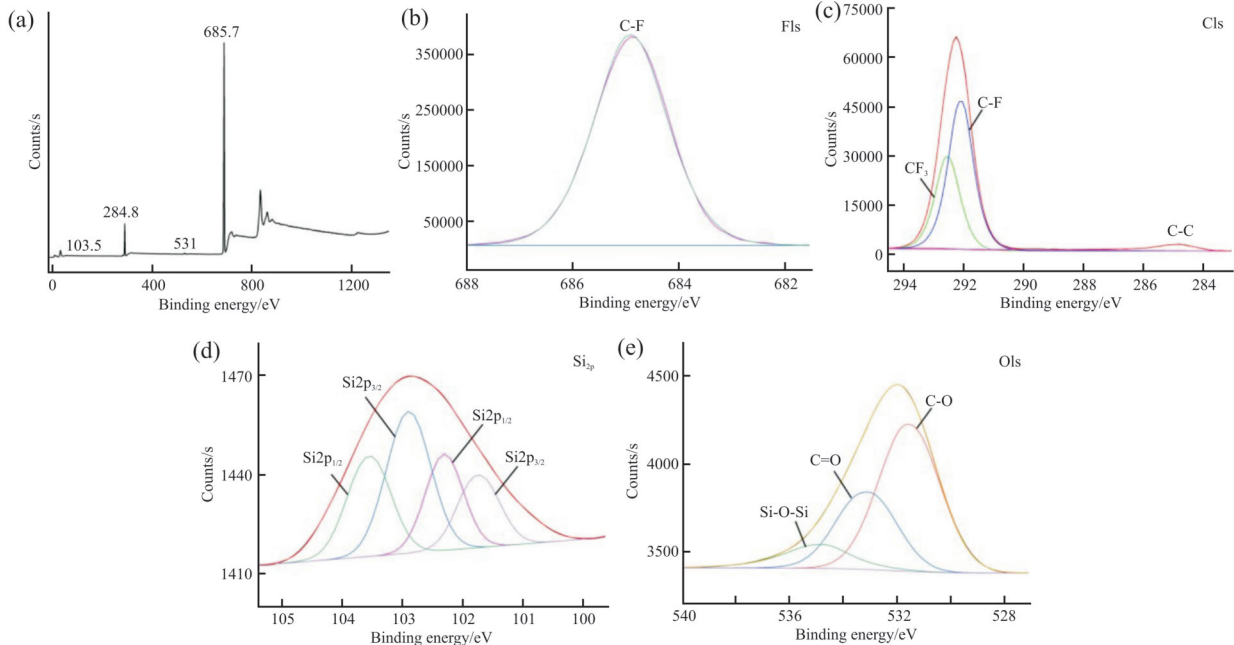 (a)
685.7
284.8
103.5
531
Counts/s
0
400
800
1200
Binding energy/eV
(b)
C-F
Fls
350000
250000
150000
50000
Counts/s
688
686
684
682
Binding energy/eV
(c)
Cls
75000
60000
45000
30000
15000
0
Counts/s
C-F
CF₃
C-C
294
292
290
288
286
284
Binding energy/eV
(d)
Si₂ₚ
1470
1440
1410
Counts/s
Si2p₃/₂
Si2p₁/₂
Si2p₁/₂
Si2p₃/₂
105
104
103
102
101
100
Binding energy/eV
(e)
Ols
4500
4000
3500
Counts/s
C-O
C=O
Si-O-Si
540
536
532
528
Binding energy/eV